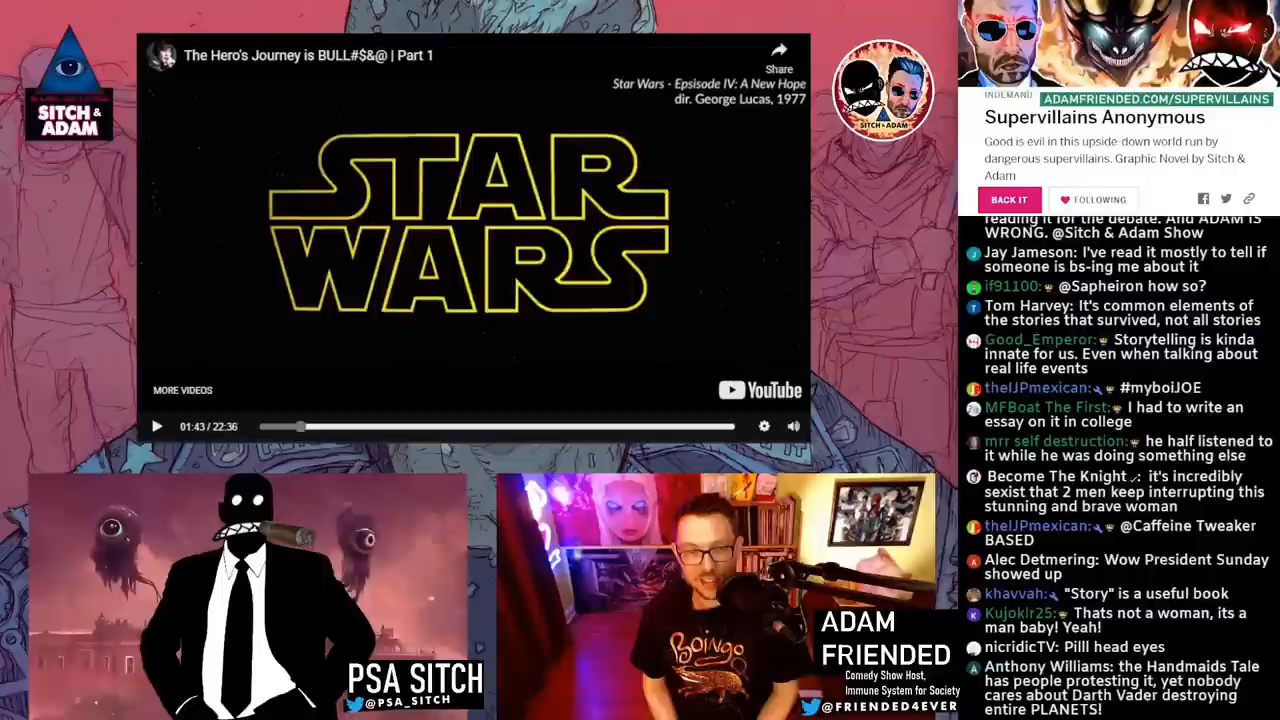 The Hero's Journey is BULL#$&@ | Part 1
Share
Star Wars - Epsisode IV: A New Hope
dir. George Lucas, 1977
STAR
WARS
MORE VIDEOS
YouTube
01:43 / 22:36
SITCH &
ADAM
SITCH & ADAM
PSA SITCH
@PSA_SITCH
Boingo
ADAM
FRIENDED
Comedy Show Host,
Immune System for Society
@FRIENDED4EVER
INDEMAND
ADAMFRIENDED.COM/SUPERVILLAINS
Supervillains Anonymous
Good is evil in this upside-down world run by
dangerous supervillains. Graphic Novel by Sitch &
Adam
BACK IT
FOLLOWING
reading it for the debate. And ADAM IS
WRONG. @Sitch & Adam Show
Jay Jameson: I've read it mostly to tell if
someone is bs-ing me about it
if91100: @Sapheiron how so?
Tom Harvey: It's common elements of
the stories that survived, not all stories
Good_Emperor: Storytelling is kinda
innate for us. Even when talking about
real life events
theIJPmexican: #myboiJOE
MFBoat The First: I had to write an
essay on it in college
mrr self destruction: he half listened to
it while he was doing something else
Become The Knight: it's incredibly
sexist that 2 men keep interrupting this
stunning and brave woman
theIJPmexican: @Caffeine Tweaker
BASED
Alec Detmering: Wow President Sunday
showed up
khavvah: "Story" is a useful book
Kujoklr25: Thats not a woman, its a
man baby! Yeah!
nicridicTV: Pilll head eyes
Anthony Williams: the Handmaids Tale
has people protesting it, yet nobody
cares about Darth Vader destroying
entire PLANETS!